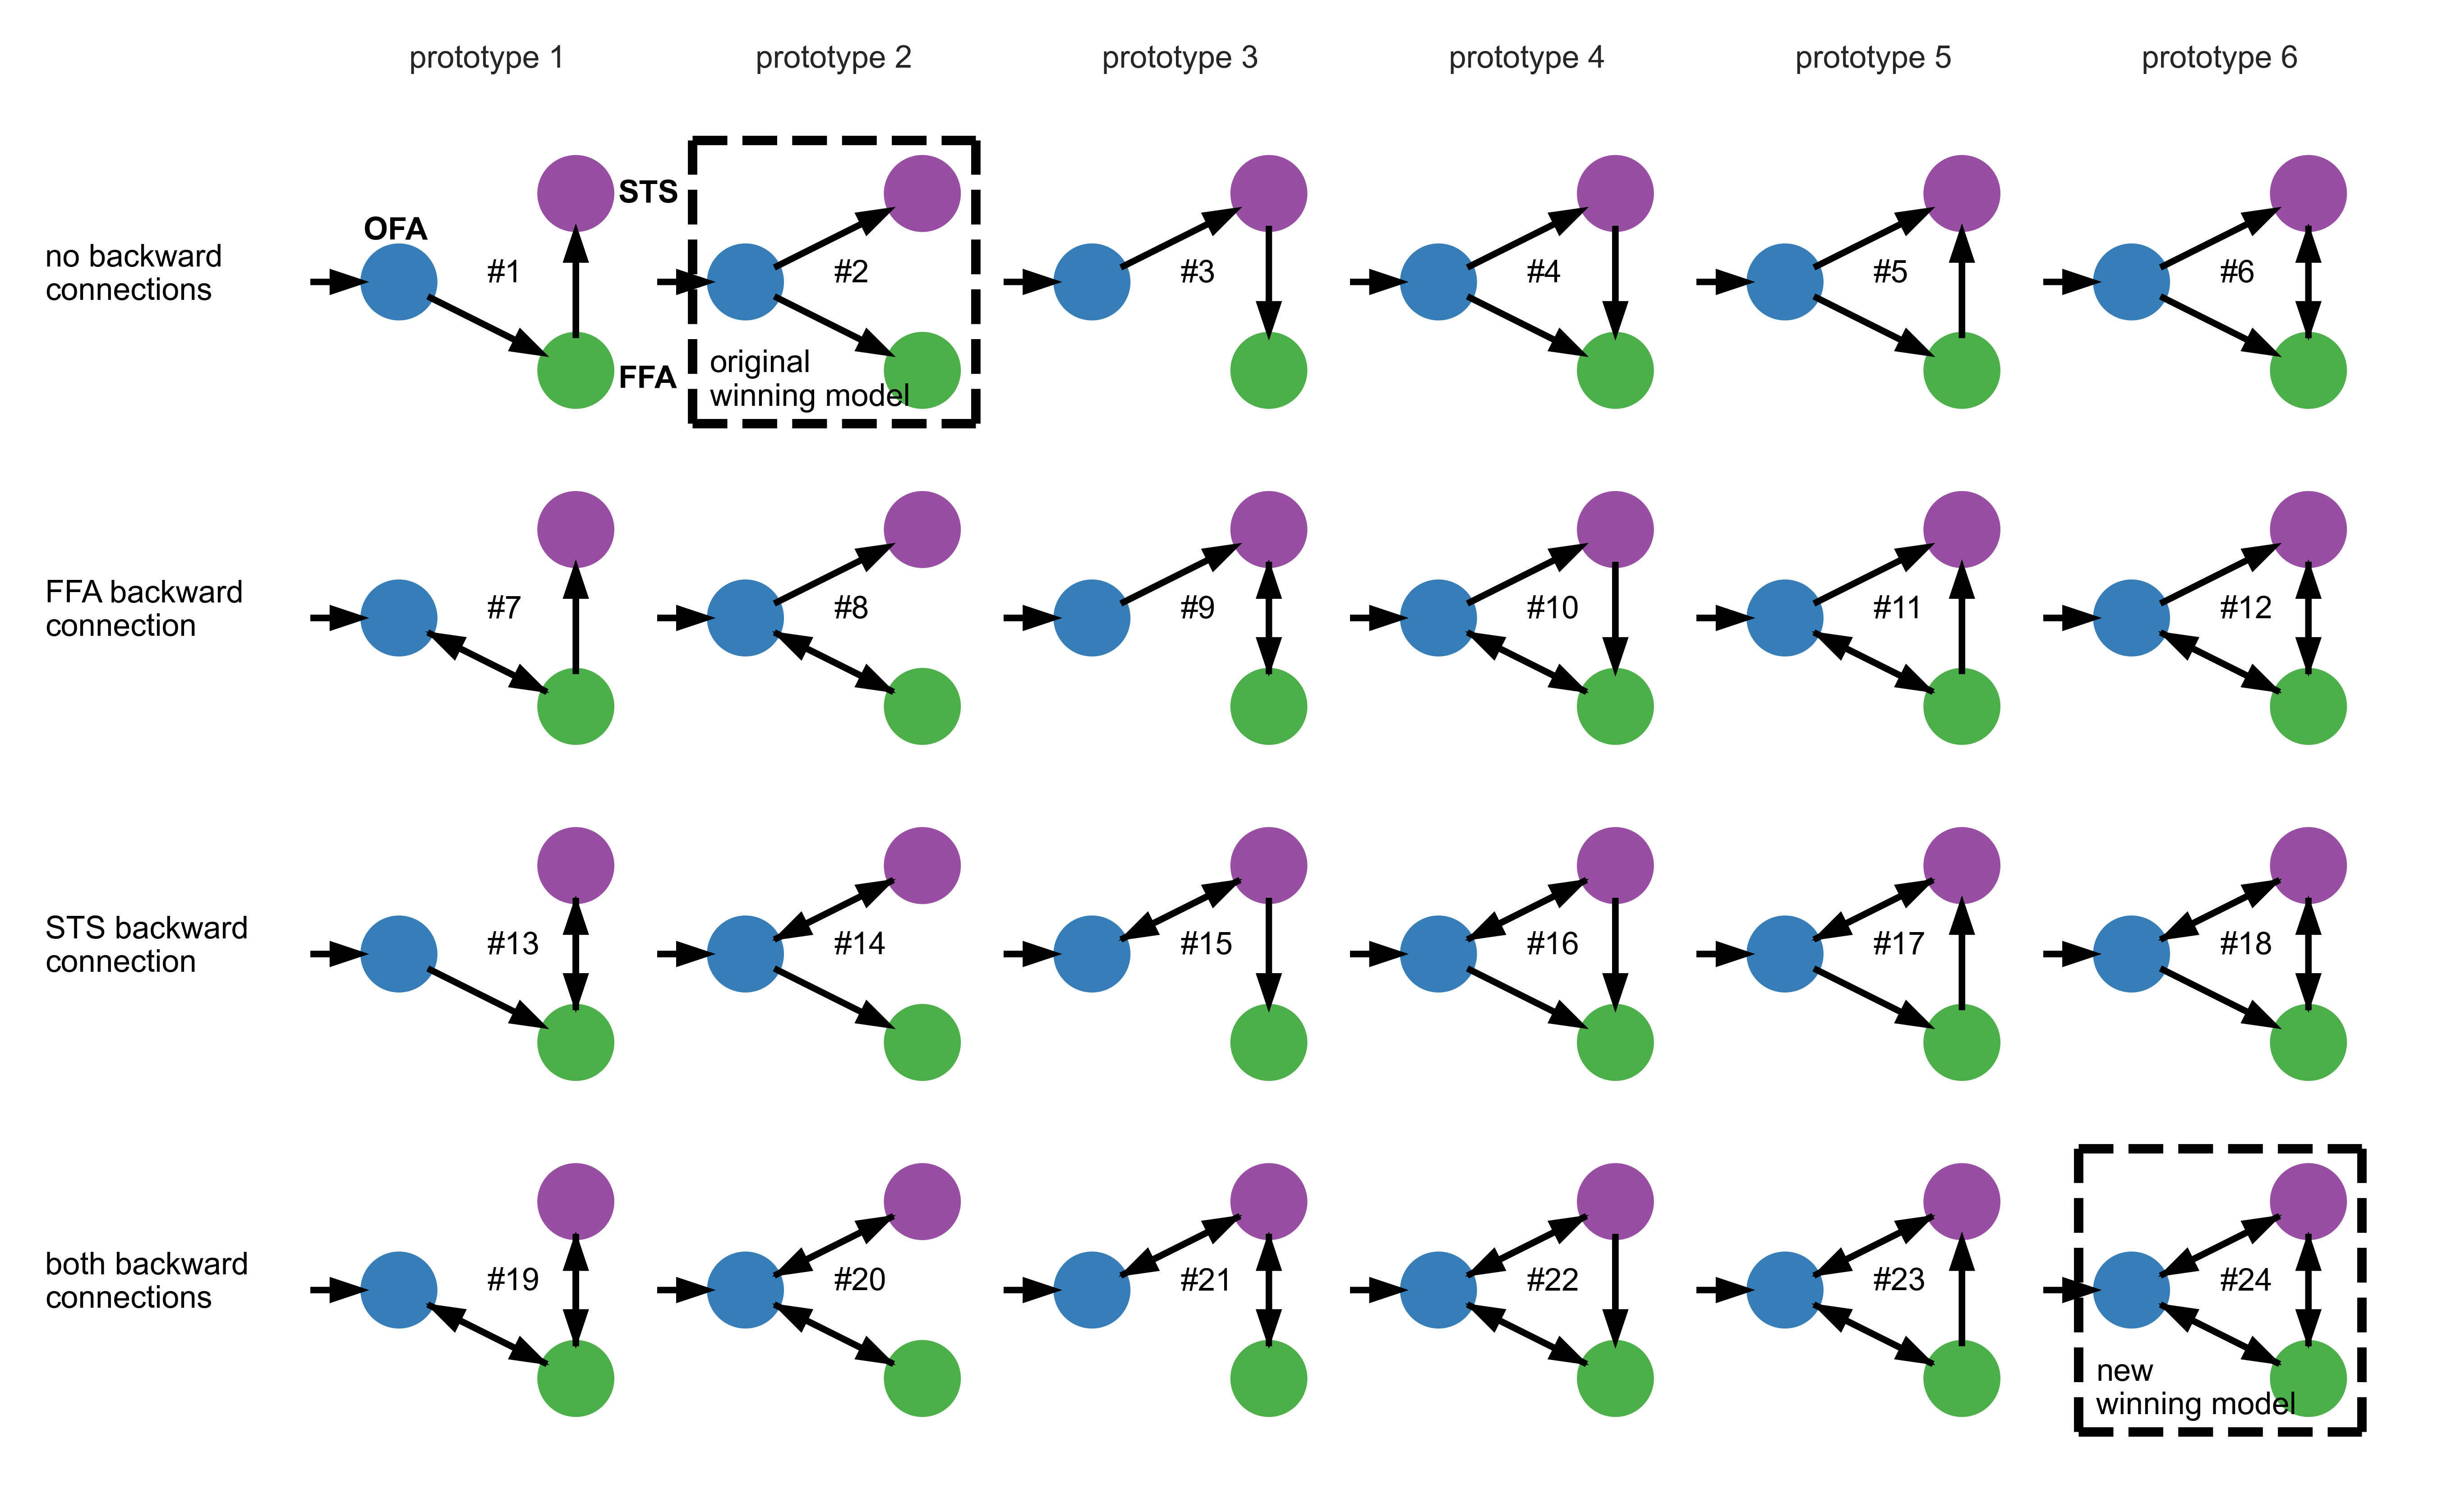 prototype 1
prototype 2
prototype 3
prototype 4
prototype 5
prototype 6
no backward
connections
OFA
STS
FFA
#1
#2
original
winning model
#3
#4
#5
#6
FFA backward
connection
#7
#8
#9
#10
#11
#12
STS backward
connection
#13
#14
#15
#16
#17
#18
both backward
connections
#19
#20
#21
#22
#23
#24
new
winning model